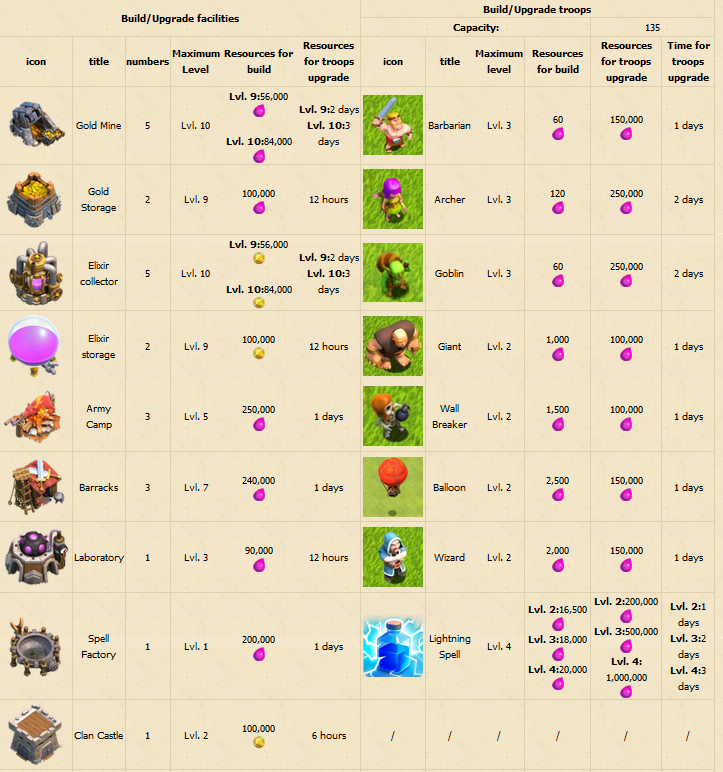 Build/Upgrade facilities
Build/Upgrade troops
Capacity: 135
icon title numbers Maximum Level Resources for build Resources for troops upgrade icon title Maximum level Resources for build Resources for troops upgrade Time for troops upgrade
Gold Mine 5 Lvl. 10 Lvl. 9:56,000 Lvl. 10:84,000 Lvl. 9:2 days Lvl. 10:3 days Barbarian Lvl. 3 60 150,000 1 days
Gold Storage 2 Lvl. 9 100,000 12 hours Archer Lvl. 3 120 250,000 2 days
Elixir collector 5 Lvl. 10 Lvl. 9:56,000 Lvl. 10:84,000 Lvl. 9:2 days Lvl. 10:3 days Goblin Lvl. 3 60 250,000 2 days
Elixir storage 2 Lvl. 9 100,000 12 hours Giant Lvl. 2 1,000 100,000 1 days
Army Camp 3 Lvl. 5 250,000 1 days Wall Breaker Lvl. 2 1,500 100,000 1 days
Barracks 3 Lvl. 7 240,000 1 days Balloon Lvl. 2 2,500 150,000 1 days
Laboratory 1 Lvl. 3 90,000 12 hours Wizard Lvl. 2 2,000 150,000 1 days
Spell Factory 1 Lvl. 1 200,000 1 days Lightning Spell Lvl. 4 Lvl. 2:16,500 Lvl. 3:18,000 Lvl. 4:20,000 Lvl. 2:200,000 Lvl. 3:500,000 Lvl. 4: 1,000,000 Lvl. 2:1 days Lvl. 3:2 days Lvl. 4:3 days
Clan Castle 1 Lvl. 2 100,000 6 hours / / / / / /